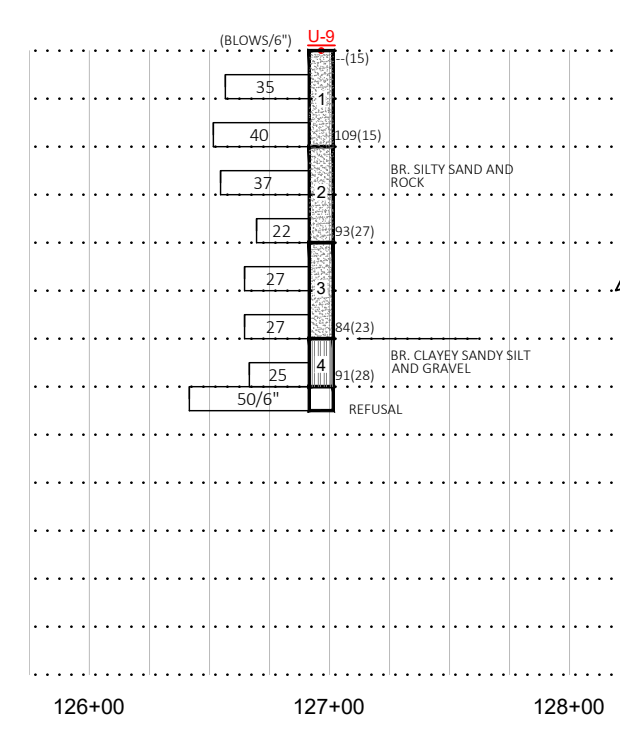 (BLOWS/6") U-9
--(15)
35
1
40
109(15)
37
2
BR. SILTY SAND AND
ROCK
22
93(27)
27
3
27
84(23)
BR. CLAYEY SANDY SILT
AND GRAVEL
4
25
91(28)
50/6"
REFUSAL
126+00 127+00 128+00